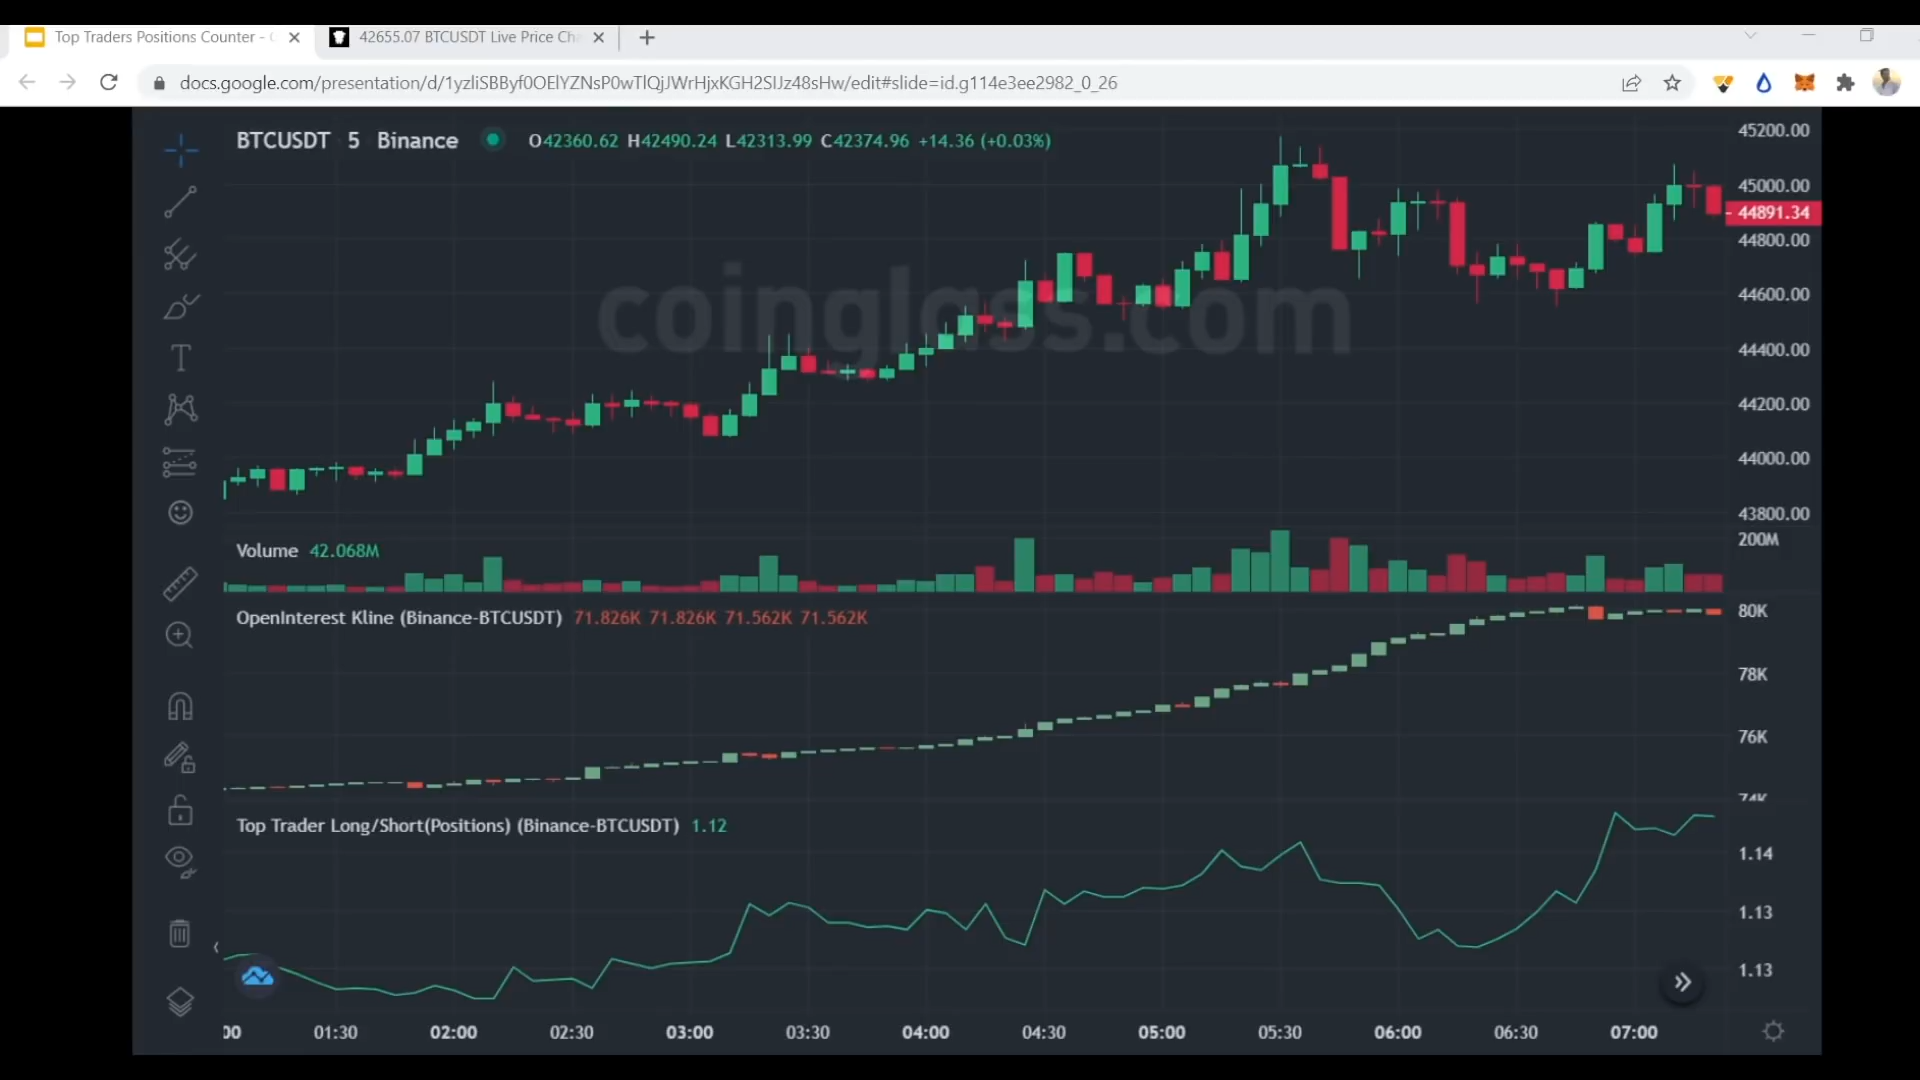 Top Traders Positions Counter -
42655.07 BTCUSDT Live Price Cha
docs.google.com/presentation/d/1yzliSBByf0OElYZNsP0wTlQjJWrHjxKGH2SlJz48sHw/edit#slide=id.g114e3ee2982_0_26
BTCUSDT 5 Binance O42360.62 H42490.24 L42313.99 C42374.96 +14.36 (+0.03%)
45200.00
45000.00
44891.34
44800.00
44600.00
coinglass.com
44400.00
44200.00
44000.00
43800.00
Volume 42.068M
200M
OpenInterest Kline (Binance-BTCUSDT) 71.826K 71.826K 71.562K 71.562K
80K
78K
76K
74K
Top Trader Long/Short(Positions) (Binance-BTCUSDT) 1.12
1.14
1.13
1.13
00 01:30 02:00 02:30 03:00 03:30 04:00 04:30 05:00 05:30 06:00 06:30 07:00